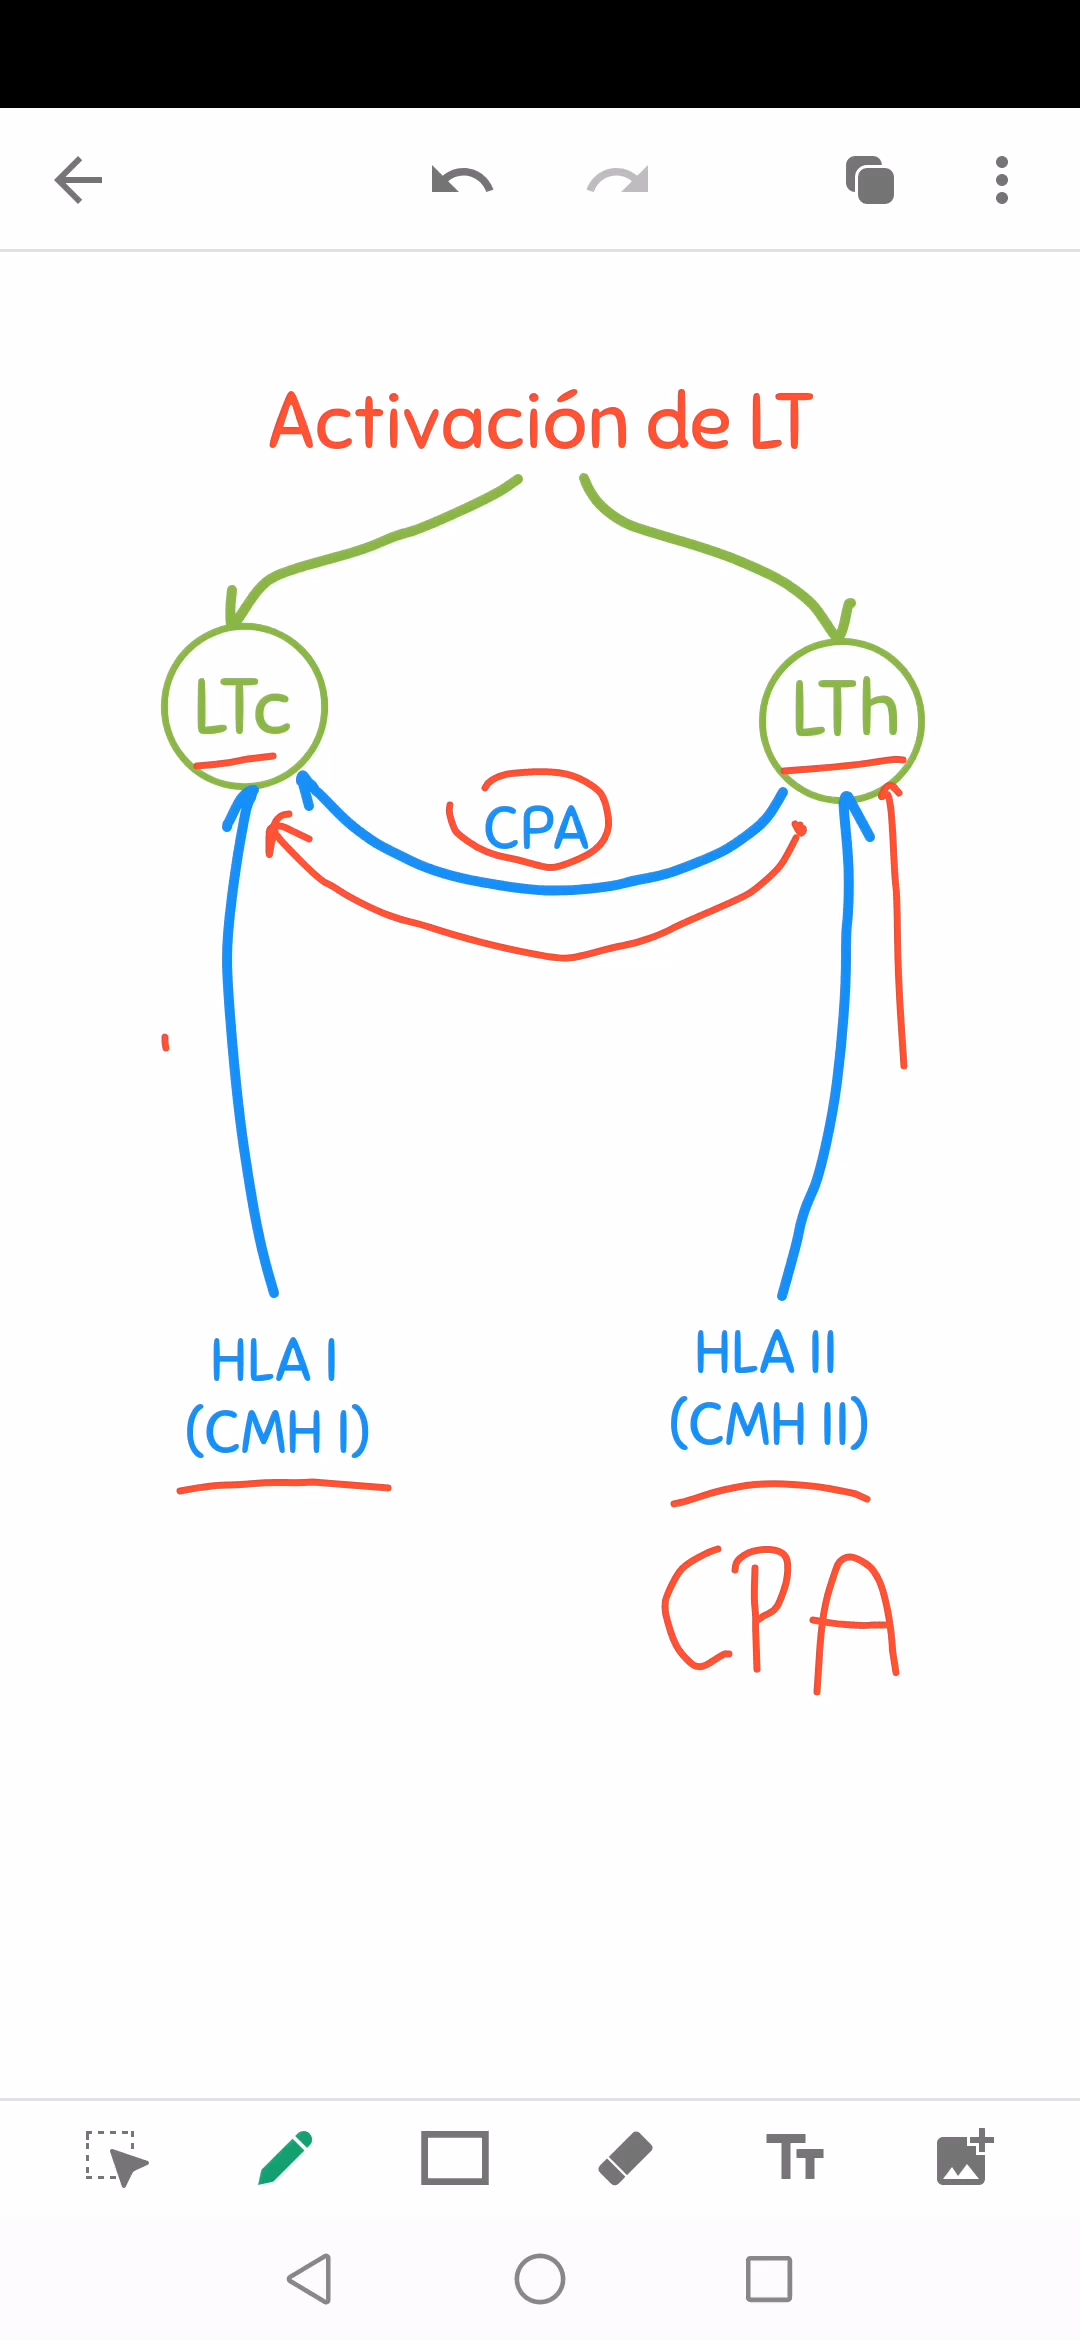 Activación de LT
LTc
LTh
CPA
HLA I
(CMH I)
HLA II
(CMH II)
CPA